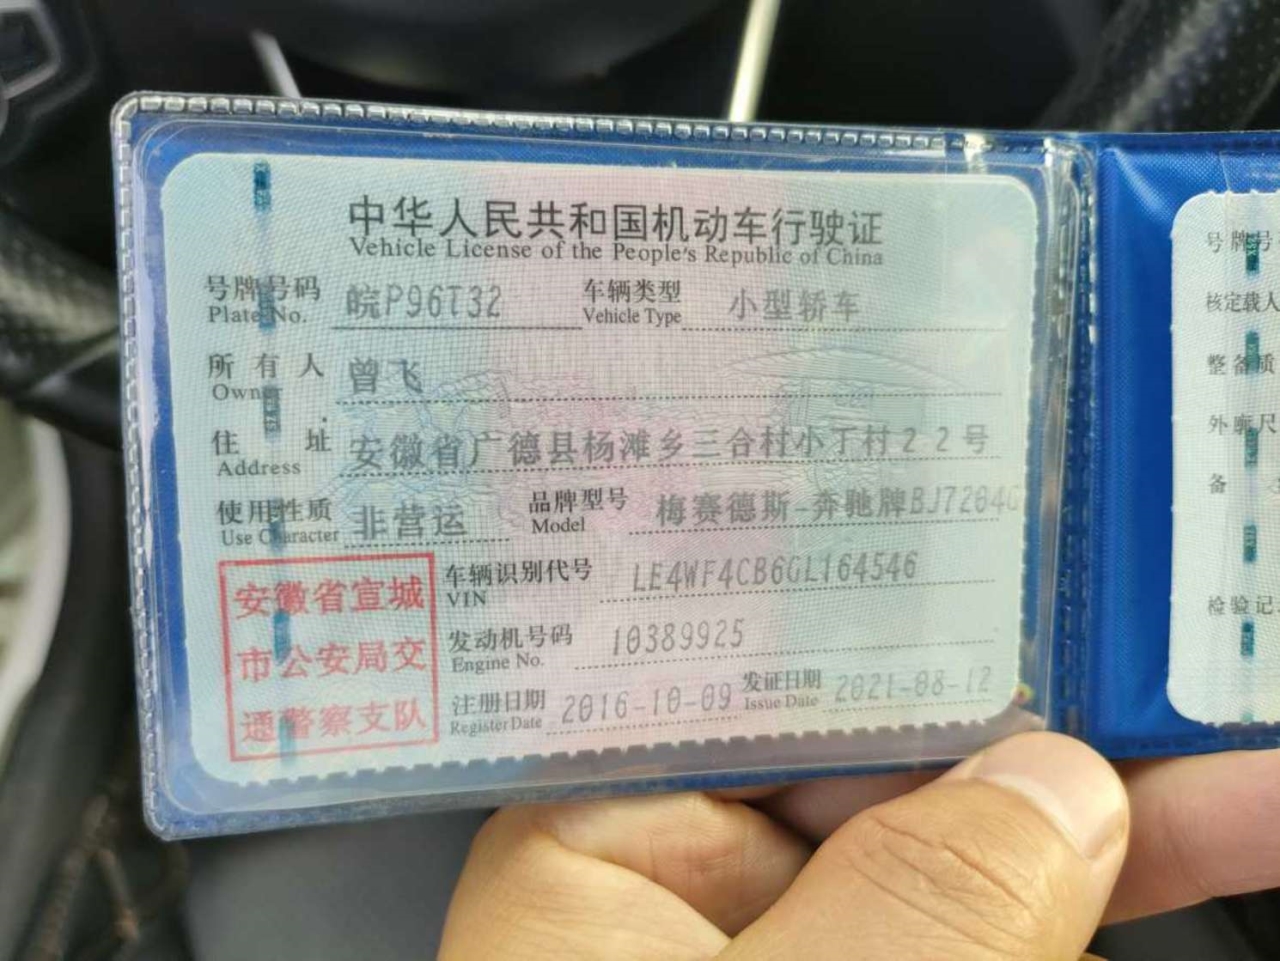 中华人民共和国机动车行驶证
Vehicle License of the People's Republic of China
号牌号码 皖P96T32 车辆类型 小型轿车
Plate No. Vehicle Type
所有人 曾飞
Owner
住址 安徽省广德县杨滩乡三合村小丁村22号
Address
使用性质 非营运 品牌型号 梅赛德斯-奔驰牌BJ7204G
Use Character Model
车辆识别代号 LE4WF4CB6GL164546
VIN
发动机号码 10389925
Engine No.
注册日期 2016-10-09 发证日期 2021-08-12
Register Date Issue Date
安徽省宣城
市公安局交
通警察支队
号牌号
核定载人
整备质
外廓尺
备
检验记